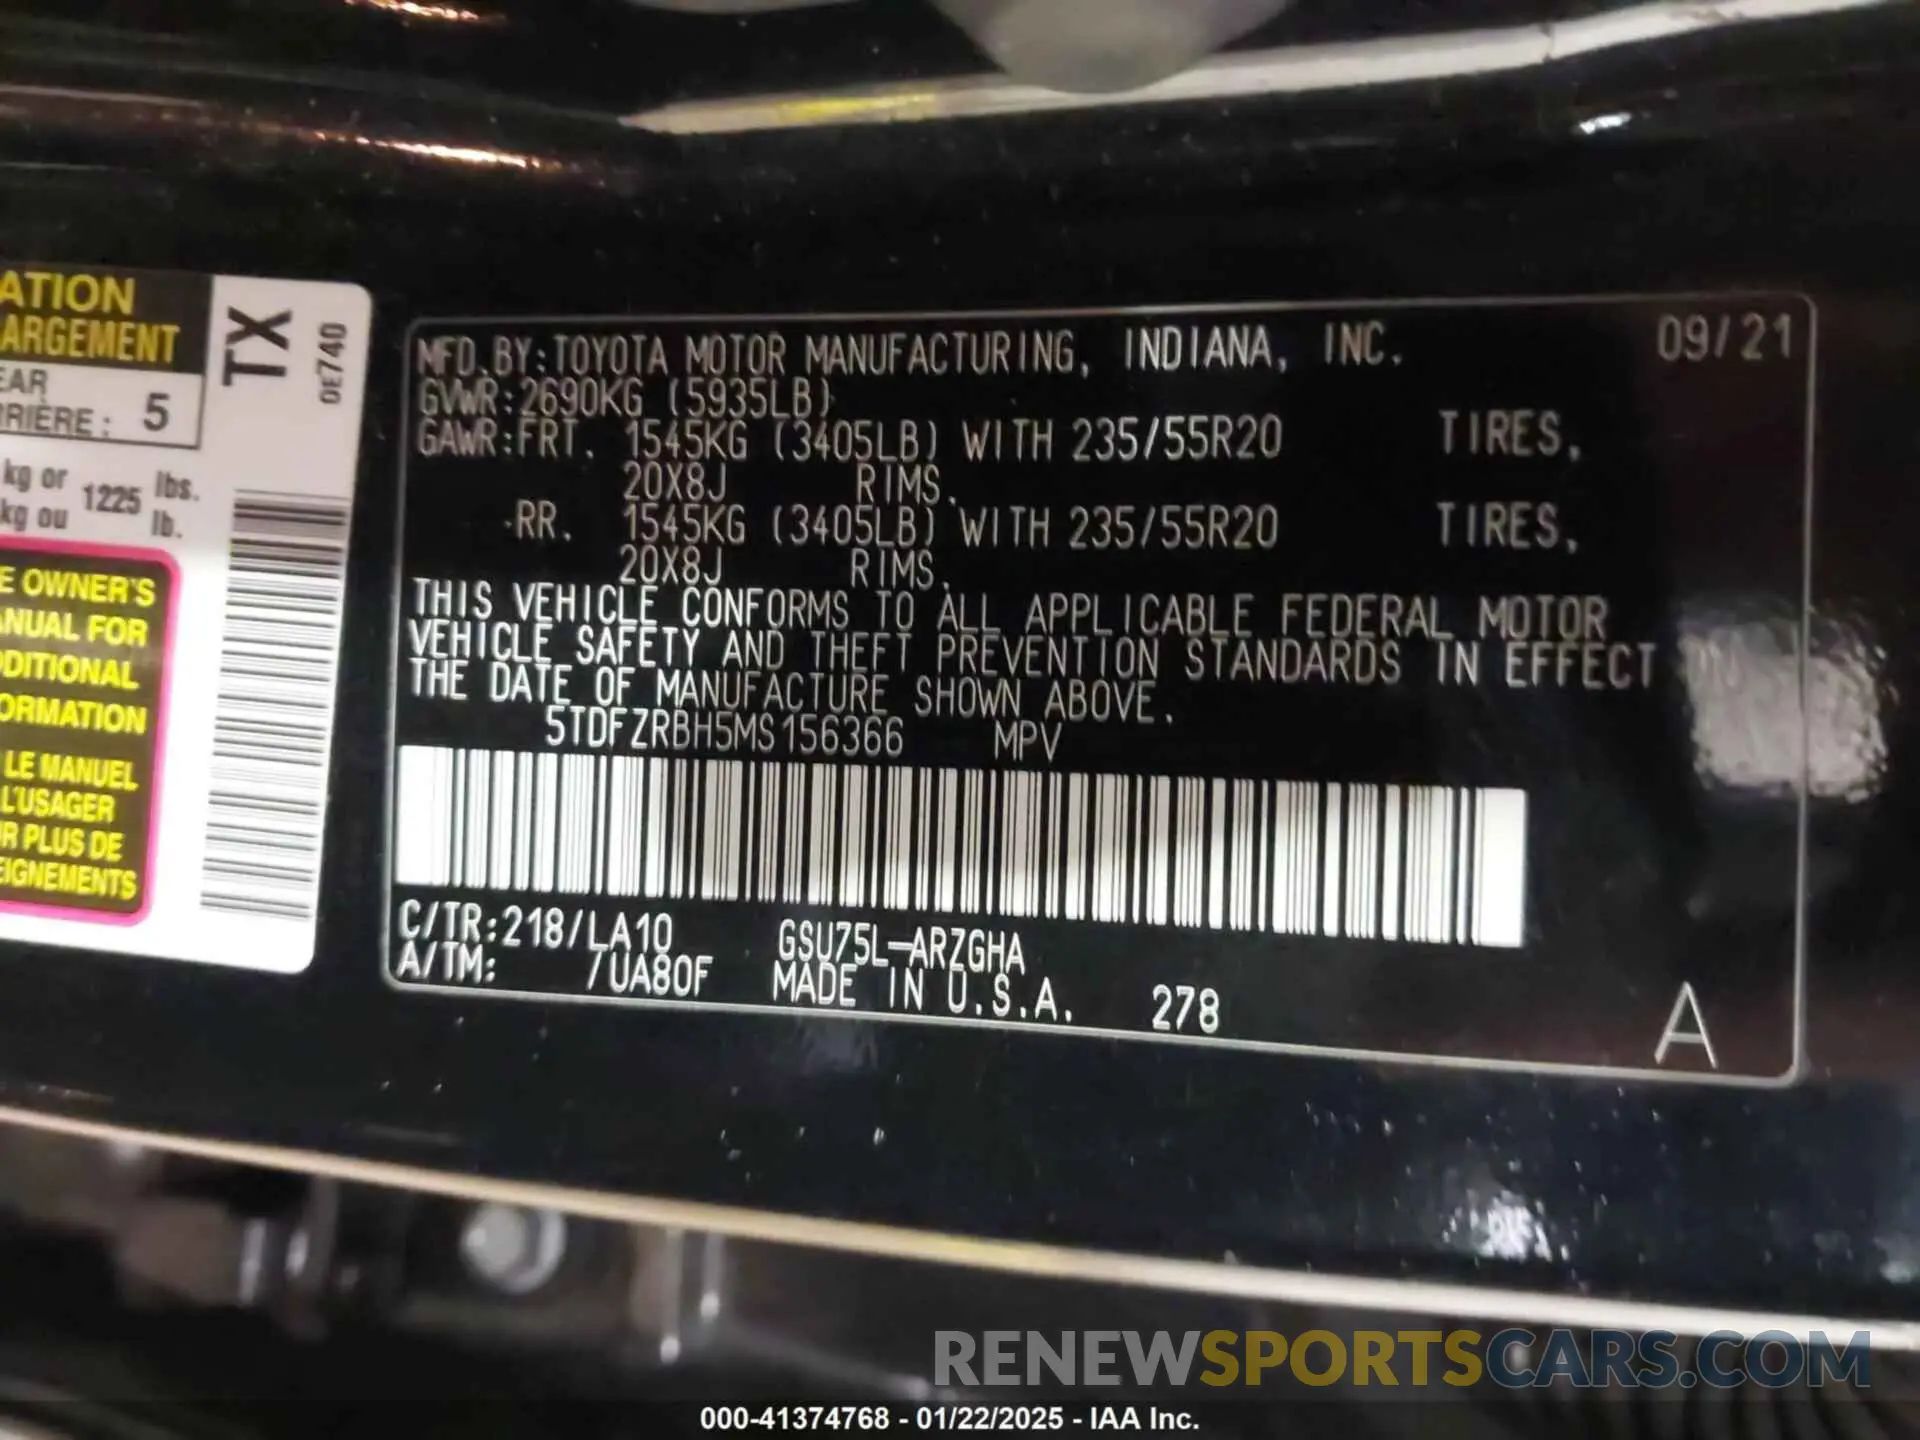 ATION
ARGEMENT
EAR
RRIÈRE : 5
kg or 1225 lbs.
kg ou lb.
E OWNER'S
ANUAL FOR
DDITIONAL
ORMATION
LE MANUEL
L'USAGER
R PLUS DE
EIGNEMENTS
TX
0E740
MFD.BY:TOYOTA MOTOR MANUFACTURING, INDIANA, INC. 09/21
GVWR:2690KG (5935LB)
GAWR:FRT. 1545KG (3405LB) WITH 235/55R20 TIRES,
20X8J RIMS.
RR. 1545KG (3405LB) WITH 235/55R20 TIRES,
20X8J RIMS.
THIS VEHICLE CONFORMS TO ALL APPLICABLE FEDERAL MOTOR
VEHICLE SAFETY AND THEFT PREVENTION STANDARDS IN EFFECT ON
THE DATE OF MANUFACTURE SHOWN ABOVE.
5TDFZRBH5MS156366 MPV
C/TR:218/LA10 GSU75L-ARZGHA
A/TM: /UA80F MADE IN U.S.A. 278
A
RENEWSPORTSCARS.COM
000-41374768 - 01/22/2025 - IAA Inc.